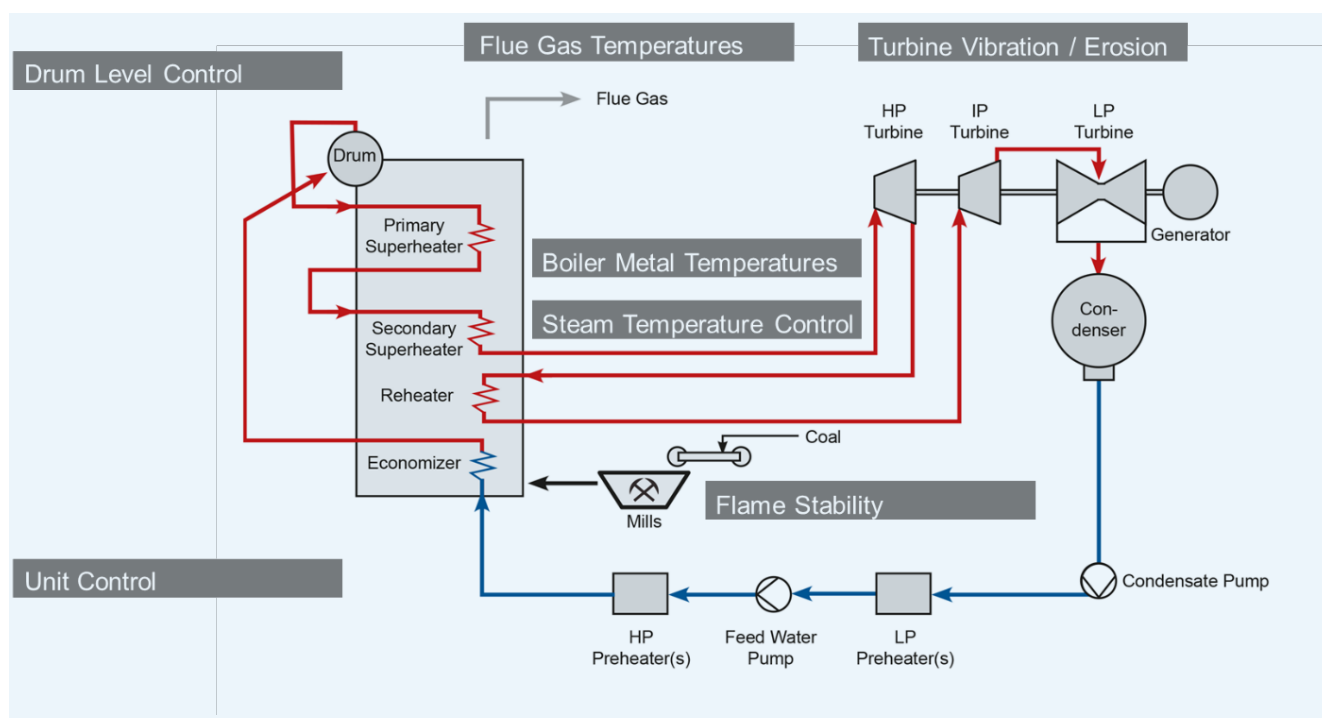 Flue Gas Temperatures
Turbine Vibration / Erosion
Drum Level Control
Flue Gas
HP
Turbine
IP
Turbine
LP
Turbine
Drum
Primary
Superheater
Generator
Boiler Metal Temperatures
Steam Temperature Control
Con-
denser
Secondary
Superheater
Reheater
Coal
Economizer
Flame Stability
Mills
Unit Control
Condensate Pump
HP
Preheater(s)
Feed Water
Pump
LP
Preheater(s)